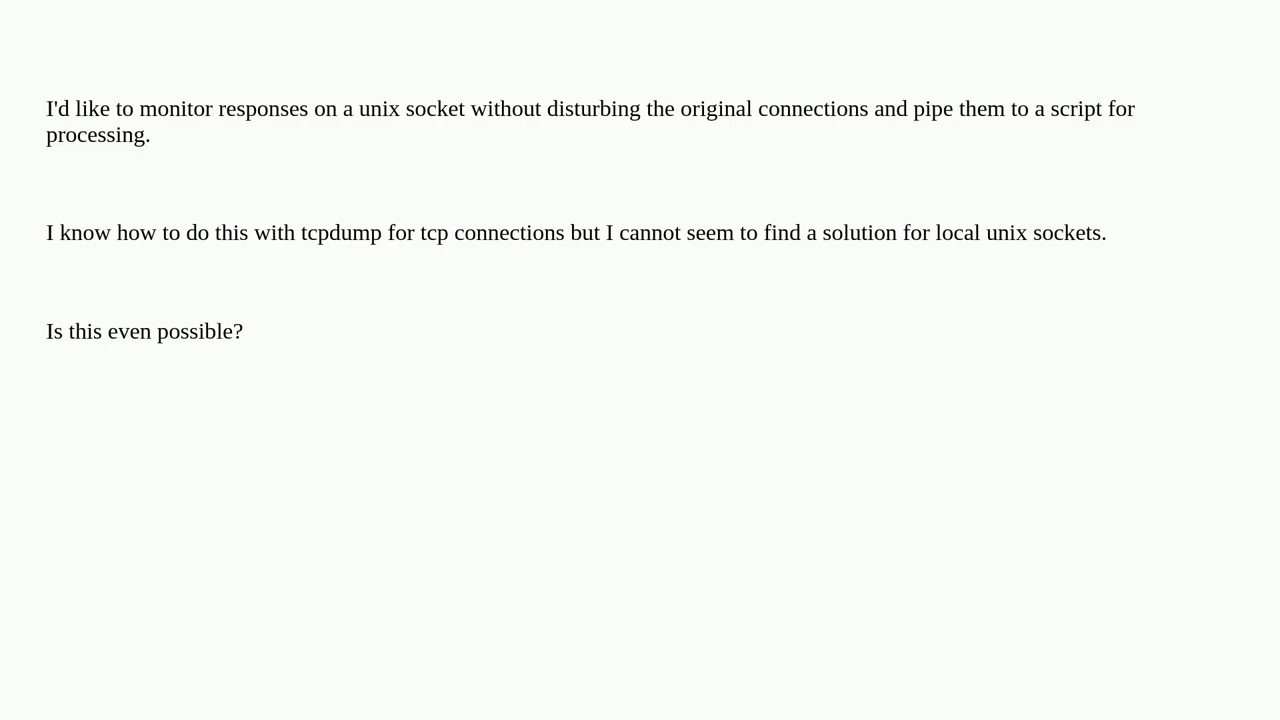 I'd like to monitor responses on a unix socket without disturbing the original connections and pipe them to a script for
processing.
I know how to do this with tcpdump for tcp connections but I cannot seem to find a solution for local unix sockets.
Is this even possible?